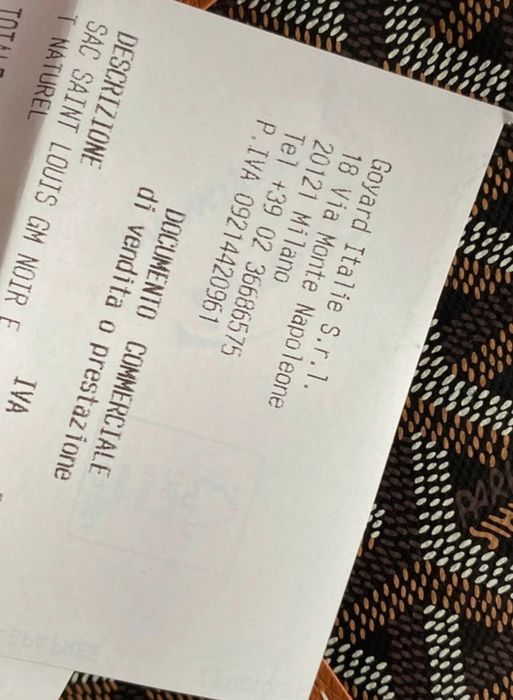 Goyard Italie S.r.l.
18 Via Monte Napoleone
20121 Milano
Tel +39 02 36686575
P.IVA 09214420961
DOCUMENTO COMMERCIALE
di vendita o prestazione
DESCRIZIONE IVA
SAC SAINT LOUIS GM NOIR E
T NATUREL